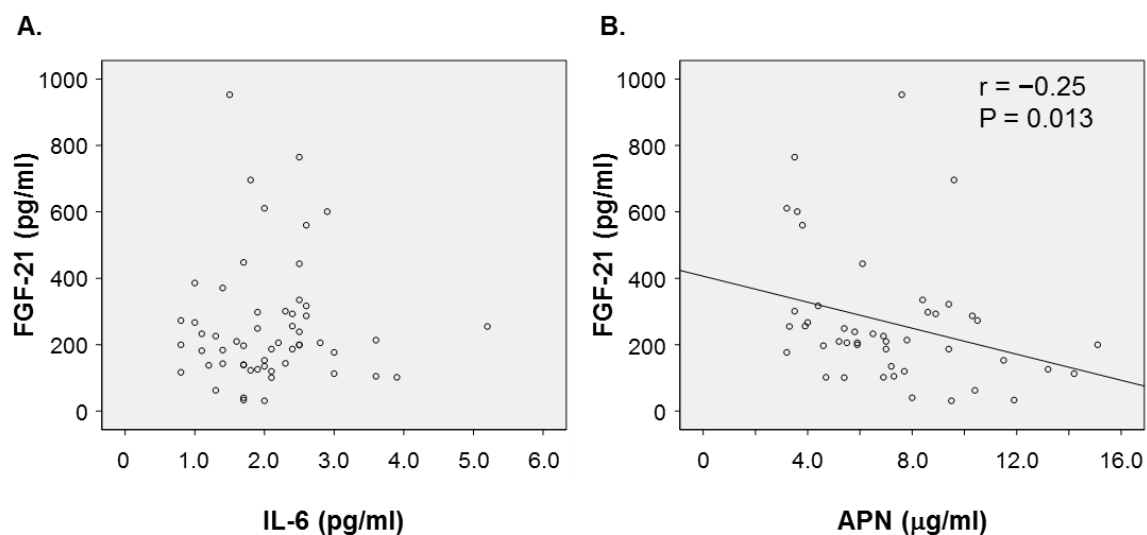 A.
1000
800
600
400
200
0
FGF-21 (pg/ml)
0 1.0 2.0 3.0 4.0 5.0 6.0
IL-6 (pg/ml)
B.
r = −0.25
P = 0.013
1000
800
600
400
200
0
FGF-21 (pg/ml)
0 4.0 8.0 12.0 16.0
APN (μg/ml)